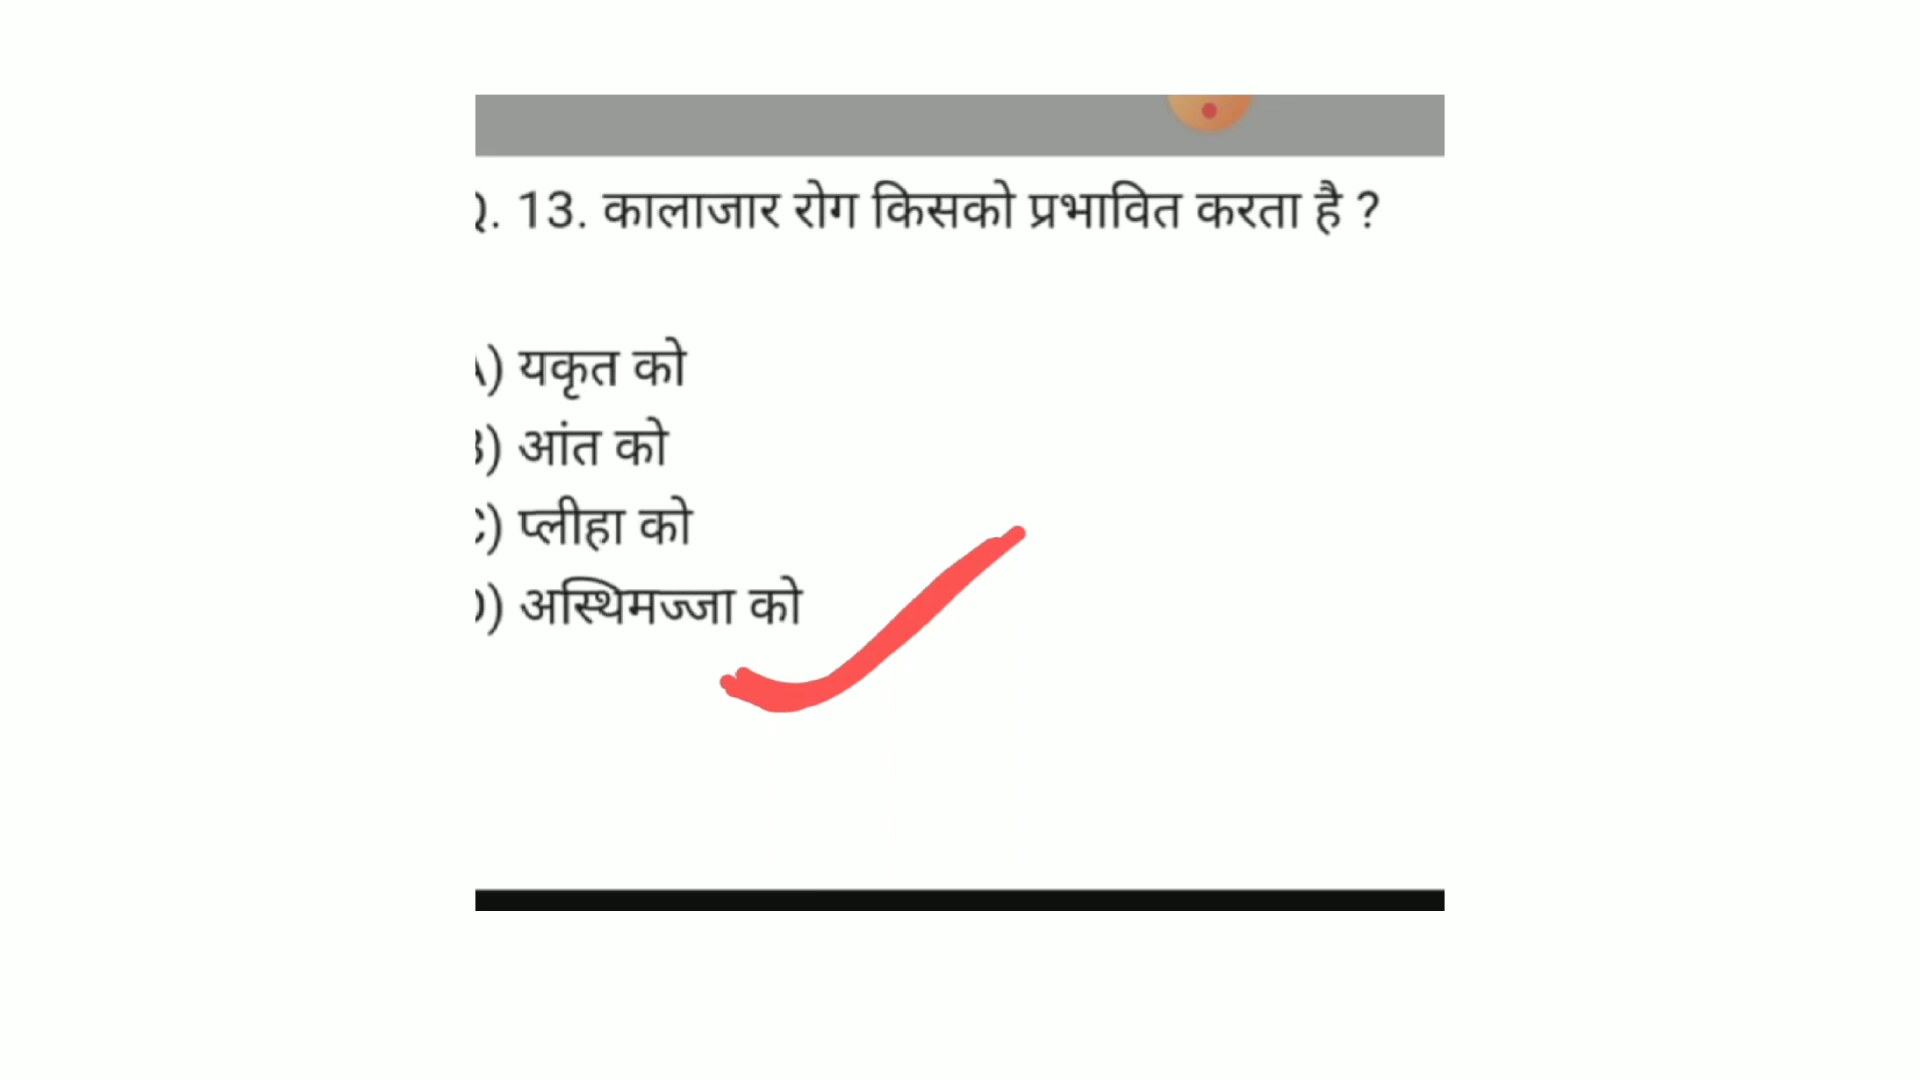 . 13. कालाजार रोग किसको प्रभावित करता है ?
) यकृत को
) आंत को
) प्लीहा को
) अस्थिमज्जा को